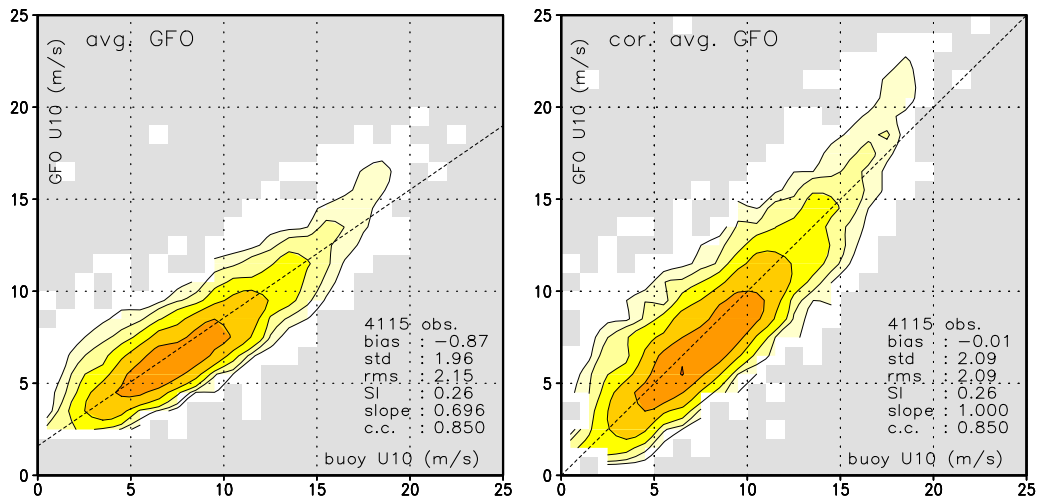 avg. GFO
GFO U10 (m/s)
25
20
15
10
5
0
4115 obs.
bias : −0.87
std : 1.96
rms : 2.15
SI : 0.26
slope : 0.696
c.c. : 0.850
buoy U10 (m/s)
0 5 10 15 20 25
cor. avg. GFO
GFO U10 (m/s)
25
20
15
10
5
0
4115 obs.
bias : −0.01
std : 2.09
rms : 2.09
SI : 0.26
slope : 1.000
c.c. : 0.850
buoy U10 (m/s)
0 5 10 15 20 25